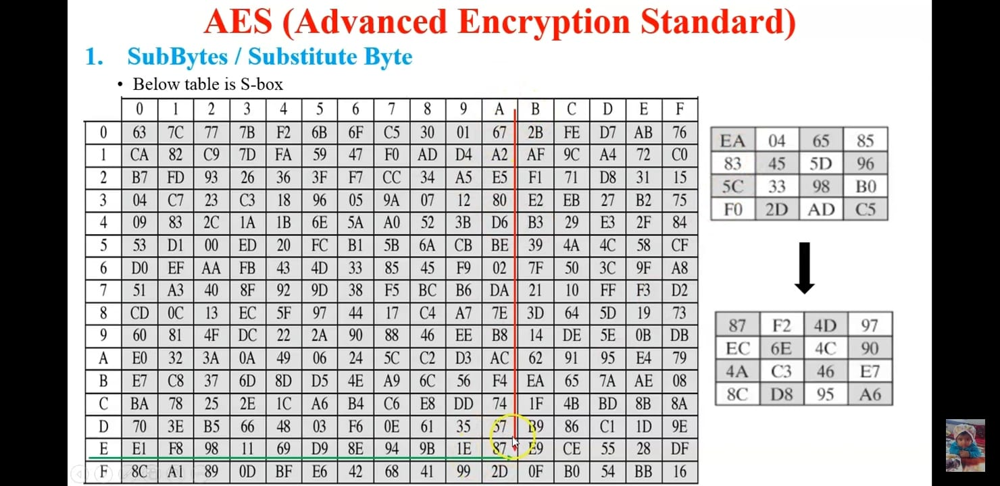 AES (Advanced Encryption Standard)
1. SubBytes / Substitute Byte
• Below table is S-box
0 1 2 3 4 5 6 7 8 9 A B C D E F
0 63 7C 77 7B F2 6B 6F C5 30 01 67 2B FE D7 AB 76
1 CA 82 C9 7D FA 59 47 F0 AD D4 A2 AF 9C A4 72 C0
2 B7 FD 93 26 36 3F F7 CC 34 A5 E5 F1 71 D8 31 15
3 04 C7 23 C3 18 96 05 9A 07 12 80 E2 EB 27 B2 75
4 09 83 2C 1A 1B 6E 5A A0 52 3B D6 B3 29 E3 2F 84
5 53 D1 00 ED 20 FC B1 5B 6A CB BE 39 4A 4C 58 CF
6 D0 EF AA FB 43 4D 33 85 45 F9 02 7F 50 3C 9F A8
7 51 A3 40 8F 92 9D 38 F5 BC B6 DA 21 10 FF F3 D2
8 CD 0C 13 EC 5F 97 44 17 C4 A7 7E 3D 64 5D 19 73
9 60 81 4F DC 22 2A 90 88 46 EE B8 14 DE 5E 0B DB
A E0 32 3A 0A 49 06 24 5C C2 D3 AC 62 91 95 E4 79
B E7 C8 37 6D 8D D5 4E A9 6C 56 F4 EA 65 7A AE 08
C BA 78 25 2E 1C A6 B4 C6 E8 DD 74 1F 4B BD 8B 8A
D 70 3E B5 66 48 03 F6 0E 61 35 57 B9 86 C1 1D 9E
E E1 F8 98 11 69 D9 8E 94 9B 1E 87 E9 CE 55 28 DF
F 8C A1 89 0D BF E6 42 68 41 99 2D 0F B0 54 BB 16
EA 04 65 85
83 45 5D 96
5C 33 98 B0
F0 2D AD C5
87 F2 4D 97
EC 6E 4C 90
4A C3 46 E7
8C D8 95 A6